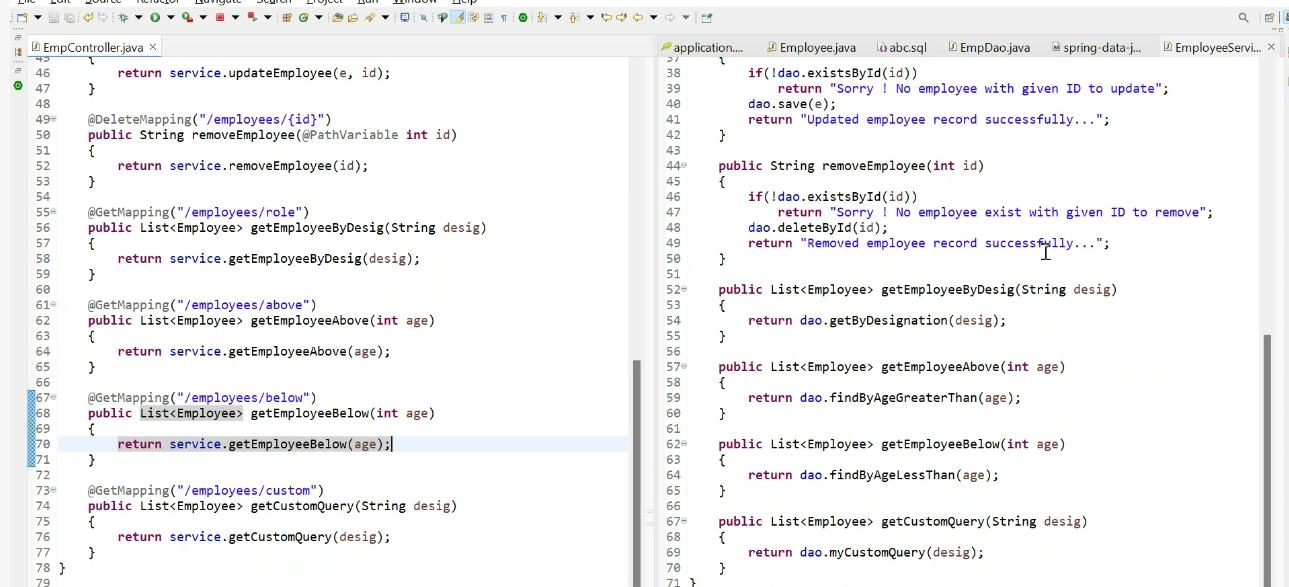 File Edit Source Refactor Navigate Search Project Run Window Help
EmpController.java
45 {
46 return service.updateEmployee(e, id);
47 }
48
49 @DeleteMapping("/employees/{id}")
50 public String removeEmployee(@PathVariable int id)
51 {
52 return service.removeEmployee(id);
53 }
54
55 @GetMapping("/employees/role")
56 public List<Employee> getEmployeeByDesig(String desig)
57 {
58 return service.getEmployeeByDesig(desig);
59 }
60
61 @GetMapping("/employees/above")
62 public List<Employee> getEmployeeAbove(int age)
63 {
64 return service.getEmployeeAbove(age);
65 }
66
67 @GetMapping("/employees/below")
68 public List<Employee> getEmployeeBelow(int age)
69 {
70 return service.getEmployeeBelow(age);
71 }
72
73 @GetMapping("/employees/custom")
74 public List<Employee> getCustomQuery(String desig)
75 {
76 return service.getCustomQuery(desig);
77 }
78 }
79
application.... Employee.java abc.sql EmpDao.java spring-data-j... EmployeeServi...
37 {
38 if(!dao.existsById(id))
39 return "Sorry ! No employee with given ID to update";
40 dao.save(e);
41 return "Updated employee record successfully...";
42 }
43
44 public String removeEmployee(int id)
45 {
46 if(!dao.existsById(id))
47 return "Sorry ! No employee exist with given ID to remove";
48 dao.deleteById(id);
49 return "Removed employee record successfully...";
50 }
51
52 public List<Employee> getEmployeeByDesig(String desig)
53 {
54 return dao.getByDesignation(desig);
55 }
56
57 public List<Employee> getEmployeeAbove(int age)
58 {
59 return dao.findByAgeGreaterThan(age);
60 }
61
62 public List<Employee> getEmployeeBelow(int age)
63 {
64 return dao.findByAgeLessThan(age);
65 }
66
67 public List<Employee> getCustomQuery(String desig)
68 {
69 return dao.myCustomQuery(desig);
70 }
71 }